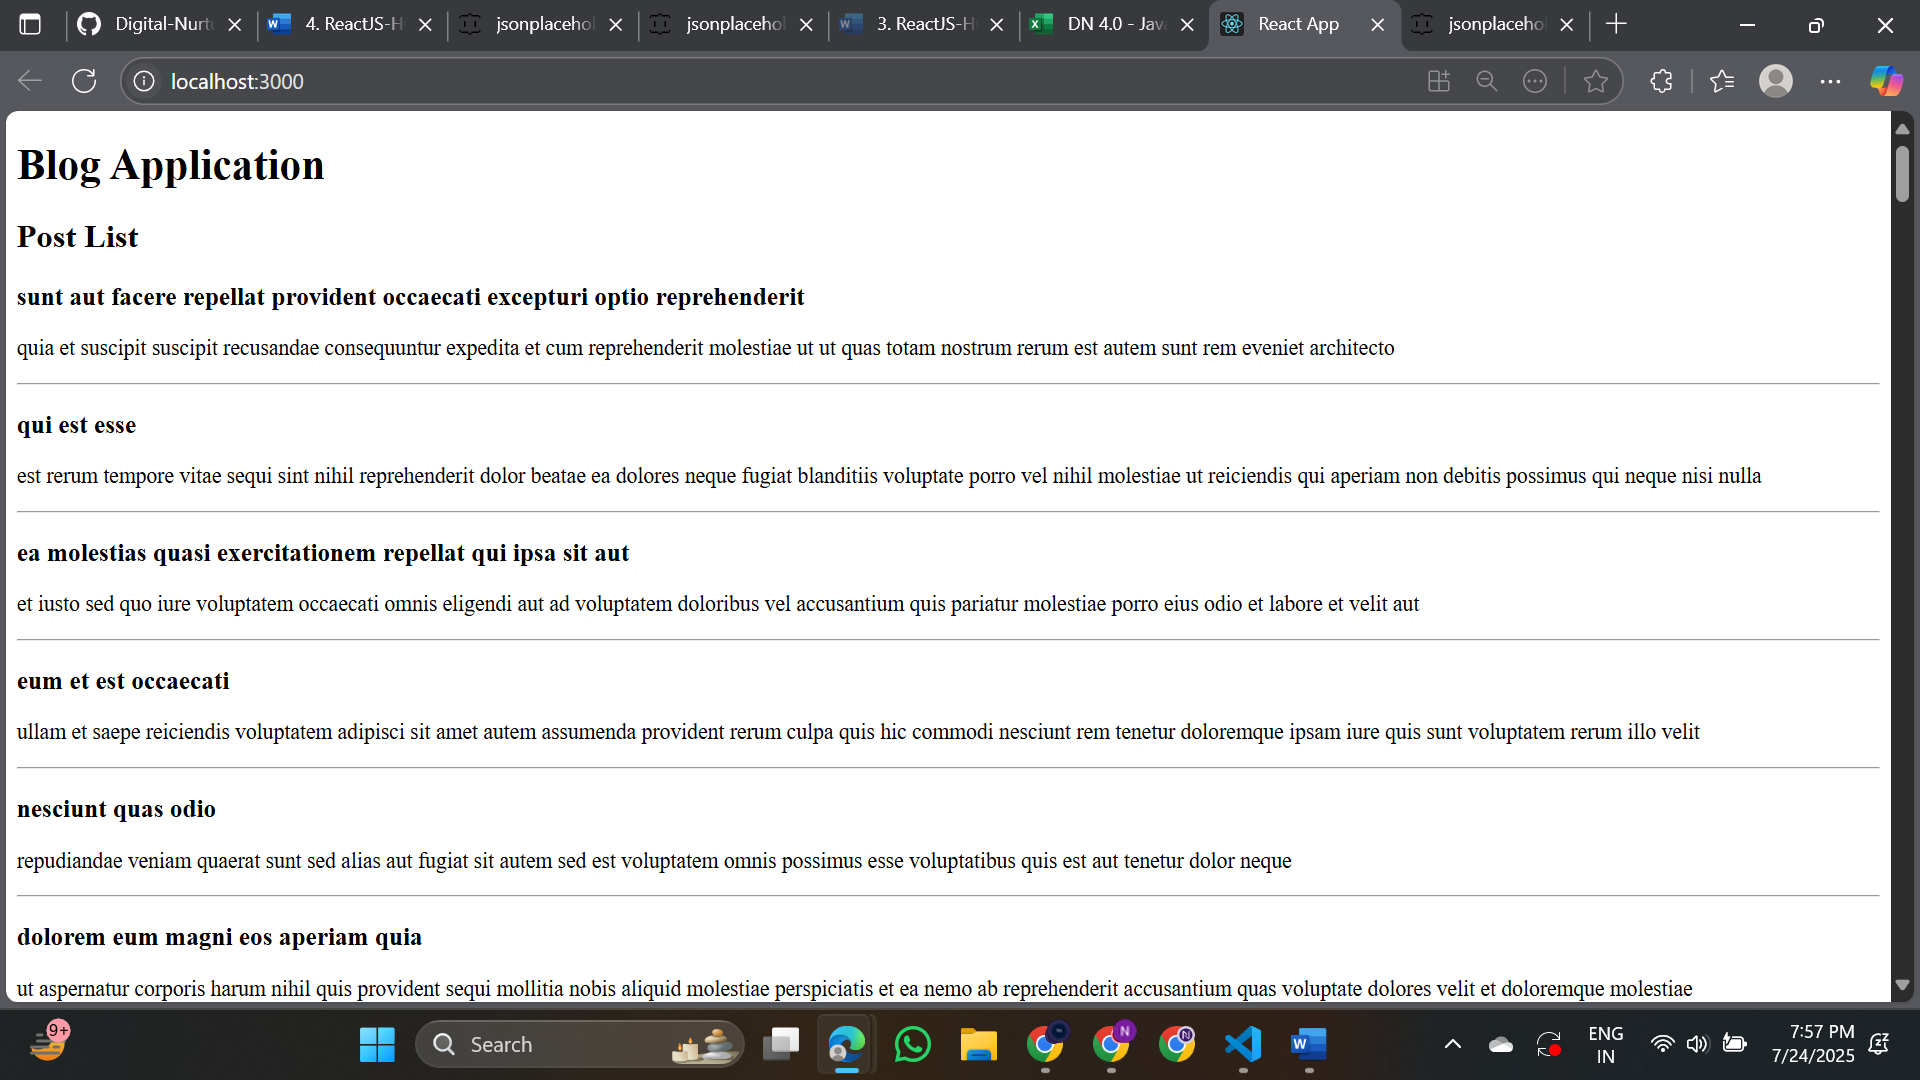 Digital-Nurtu
4. ReactJS-H
jsonplacehol
jsonplacehol
3. ReactJS-H
DN 4.0 - Java
React App
jsonplacehol
localhost:3000
Blog Application
Post List
sunt aut facere repellat provident occaecati excepturi optio reprehenderit
quia et suscipit suscipit recusandae consequuntur expedita et cum reprehenderit molestiae ut ut quas totam nostrum rerum est autem sunt rem eveniet architecto
qui est esse
est rerum tempore vitae sequi sint nihil reprehenderit dolor beatae ea dolores neque fugiat blanditiis voluptate porro vel nihil molestiae ut reiciendis qui aperiam non debitis possimus qui neque nisi nulla
ea molestias quasi exercitationem repellat qui ipsa sit aut
et iusto sed quo iure voluptatem occaecati omnis eligendi aut ad voluptatem doloribus vel accusantium quis pariatur molestiae porro eius odio et labore et velit aut
eum et est occaecati
ullam et saepe reiciendis voluptatem adipisci sit amet autem assumenda provident rerum culpa quis hic commodi nesciunt rem tenetur doloremque ipsam iure quis sunt voluptatem rerum illo velit
nesciunt quas odio
repudiandae veniam quaerat sunt sed alias aut fugiat sit autem sed est voluptatem omnis possimus esse voluptatibus quis est aut tenetur dolor neque
dolorem eum magni eos aperiam quia
ut aspernatur corporis harum nihil quis provident sequi mollitia nobis aliquid molestiae perspiciatis et ea nemo ab reprehenderit accusantium quas voluptate dolores velit et doloremque molestiae
9+
Search
N
N
W
ENG
IN
7:57 PM
7/24/2025